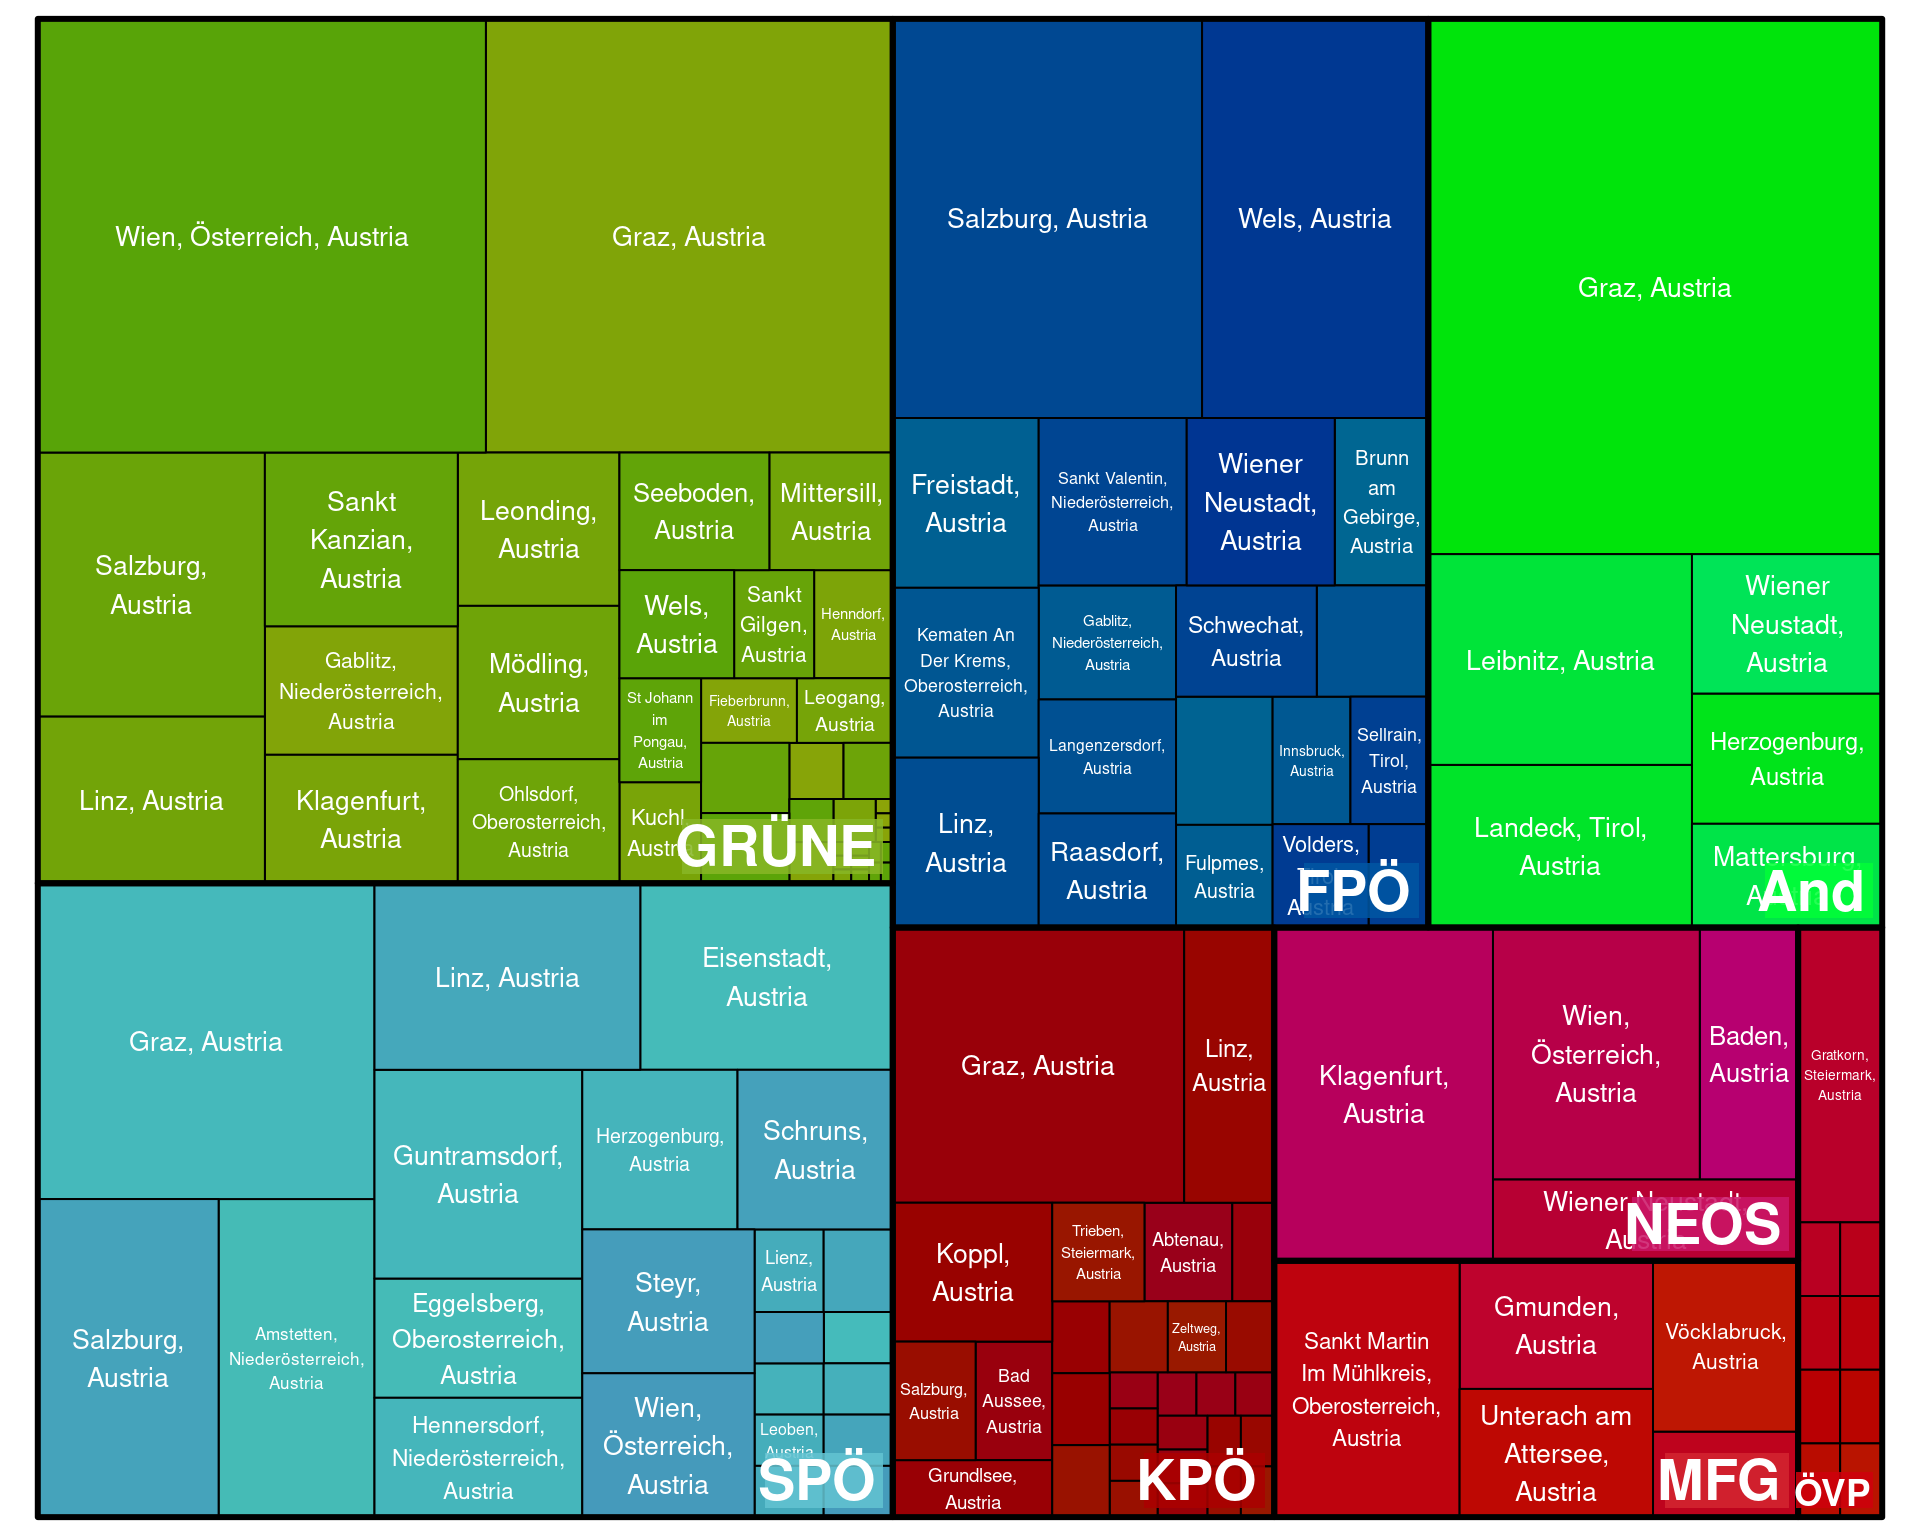 Wien, Österreich, Austria
Graz, Austria
Salzburg,
Austria
Sankt
Kanzian,
Austria
Leonding,
Austria
Seeboden,
Austria
Mittersill,
Austria
Wels,
Austria
Sankt
Gilgen,
Austria
Henndorf,
Austria
Gablitz,
Niederösterreich,
Austria
Mödling,
Austria
St Johann
im
Pongau,
Austria
Fieberbrunn,
Austria
Leogang,
Austria
Linz, Austria
Klagenfurt,
Austria
Ohlsdorf,
Oberosterreich,
Austria
Kuchl,
Austria
GRÜNE
Salzburg, Austria
Wels, Austria
Freistadt,
Austria
Sankt Valentin,
Niederösterreich,
Austria
Wiener
Neustadt,
Austria
Brunn
am
Gebirge,
Austria
Kematen An
Der Krems,
Oberosterreich,
Austria
Gablitz,
Niederösterreich,
Austria
Schwechat,
Austria
Langenzersdorf,
Austria
Innsbruck,
Austria
Sellrain,
Tirol,
Austria
Linz,
Austria
Raasdorf,
Austria
Fulpmes,
Austria
Volders,
Tirol,
Austria
FPÖ
Graz, Austria
Leibnitz, Austria
Wiener
Neustadt,
Austria
Herzogenburg,
Austria
Landeck, Tirol,
Austria
Mattersburg,
Austria
And
Graz, Austria
Linz, Austria
Eisenstadt,
Austria
Guntramsdorf,
Austria
Herzogenburg,
Austria
Schruns,
Austria
Salzburg,
Austria
Amstetten,
Niederösterreich,
Austria
Eggelsberg,
Oberosterreich,
Austria
Hennersdorf,
Niederösterreich,
Austria
Steyr,
Austria
Wien,
Österreich,
Austria
Lienz,
Austria
Leoben,
Austria
SPÖ
Graz, Austria
Linz,
Austria
Koppl,
Austria
Trieben,
Steiermark,
Austria
Abtenau,
Austria
Zeltweg,
Austria
Salzburg,
Austria
Bad
Aussee,
Austria
Grundlsee,
Austria
KPÖ
Klagenfurt,
Austria
Wien,
Österreich,
Austria
Baden,
Austria
Wiener Neustadt,
Austria
NEOS
Sankt Martin
Im Mühlkreis,
Oberosterreich,
Austria
Gmunden,
Austria
Vöcklabruck,
Austria
Unterach am
Attersee,
Austria
MFG
Gratkorn,
Steiermark,
Austria
ÖVP